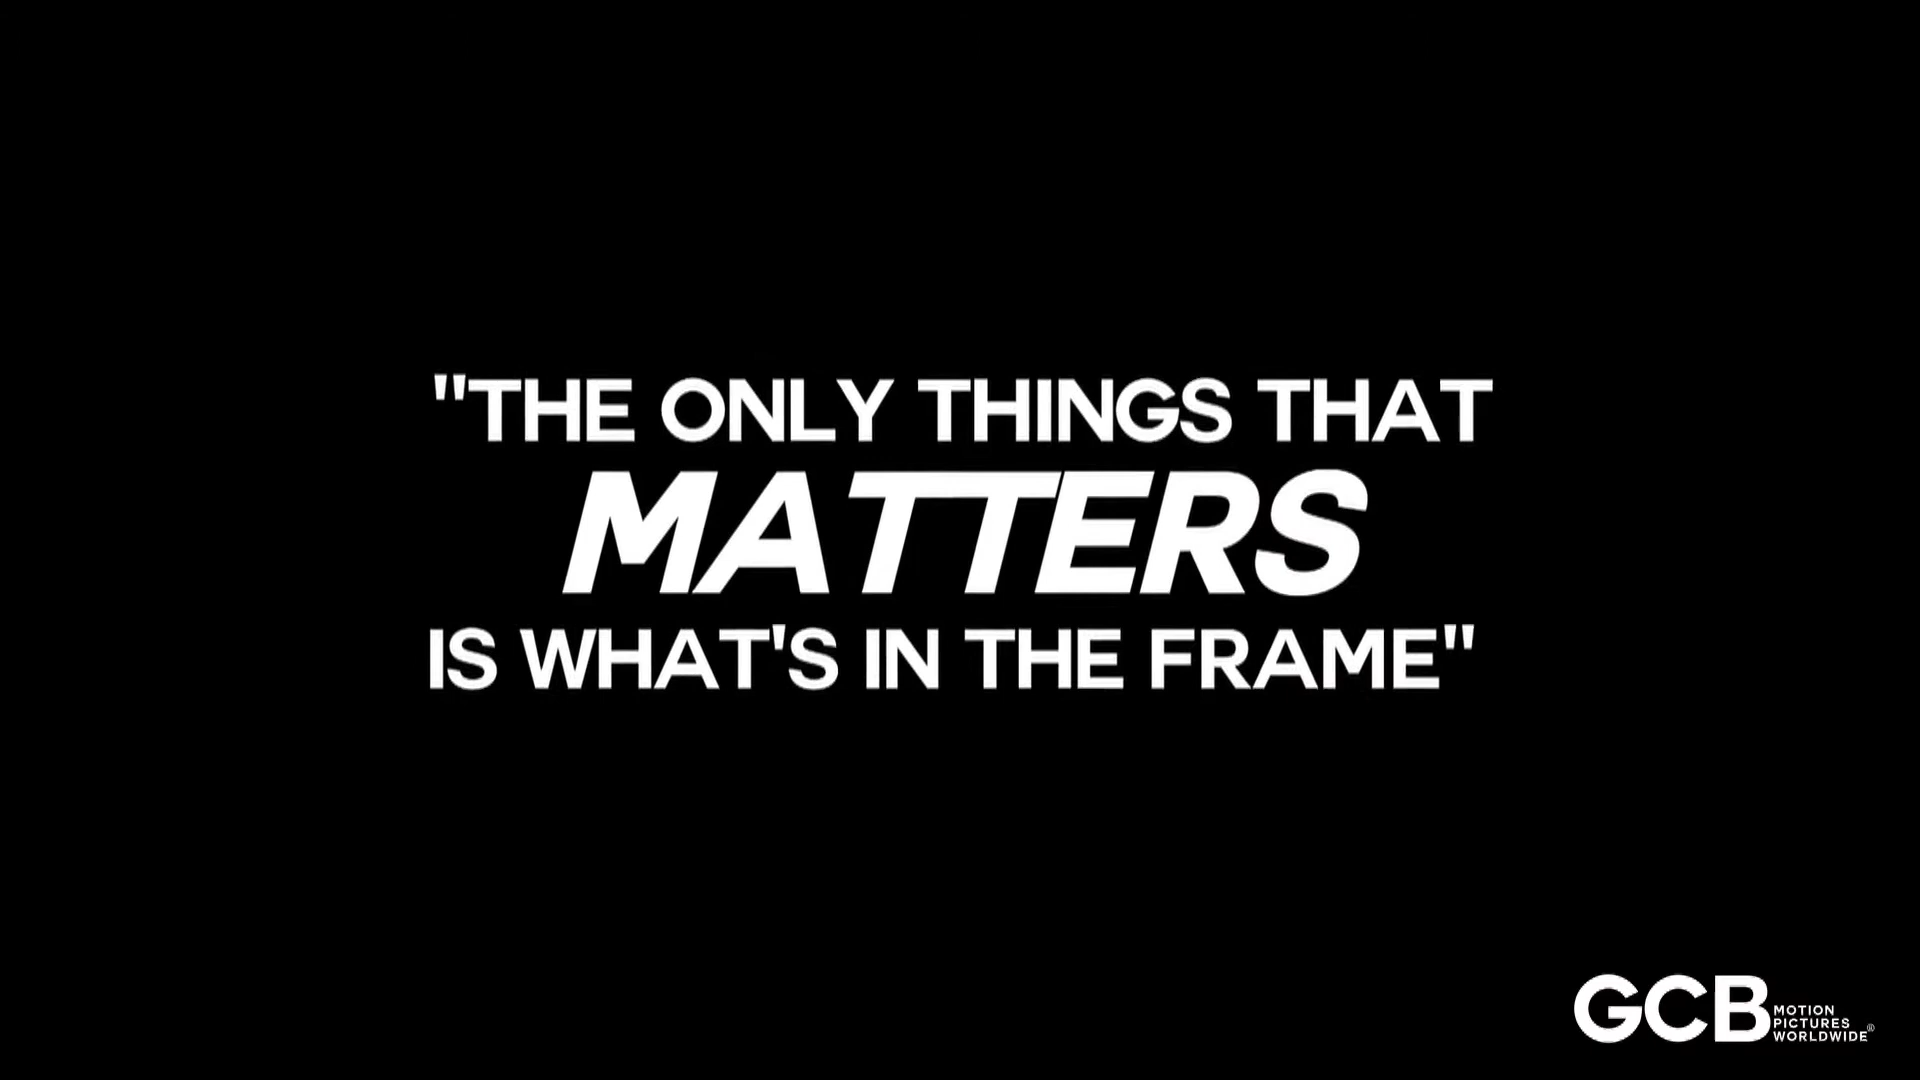 "THE ONLY THINGS THAT
MATTERS
IS WHAT'S IN THE FRAME"
GCB
MOTION
PICTURES
WORLDWIDE®